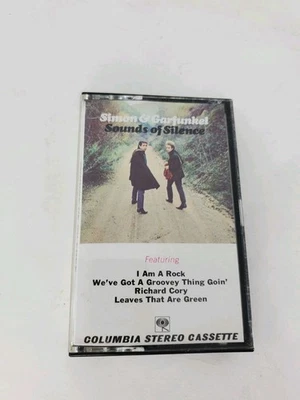 Simon & Garfunkel
Sounds of Silence
Featuring
I Am A Rock
We've Got A Groovey Thing Goin'
Richard Cory
Leaves That Are Green
COLUMBIA STEREO CASSETTE